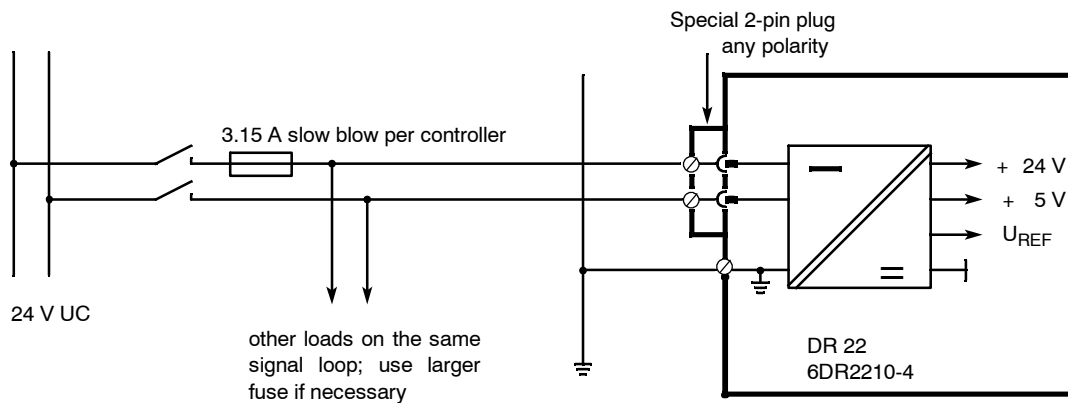 Special 2-pin plug
any polarity
3.15 A slow blow per controller
+ 24 V
+ 5 V
UREF
24 V UC
other loads on the same
signal loop; use larger
fuse if necessary
DR 22
6DR2210-4